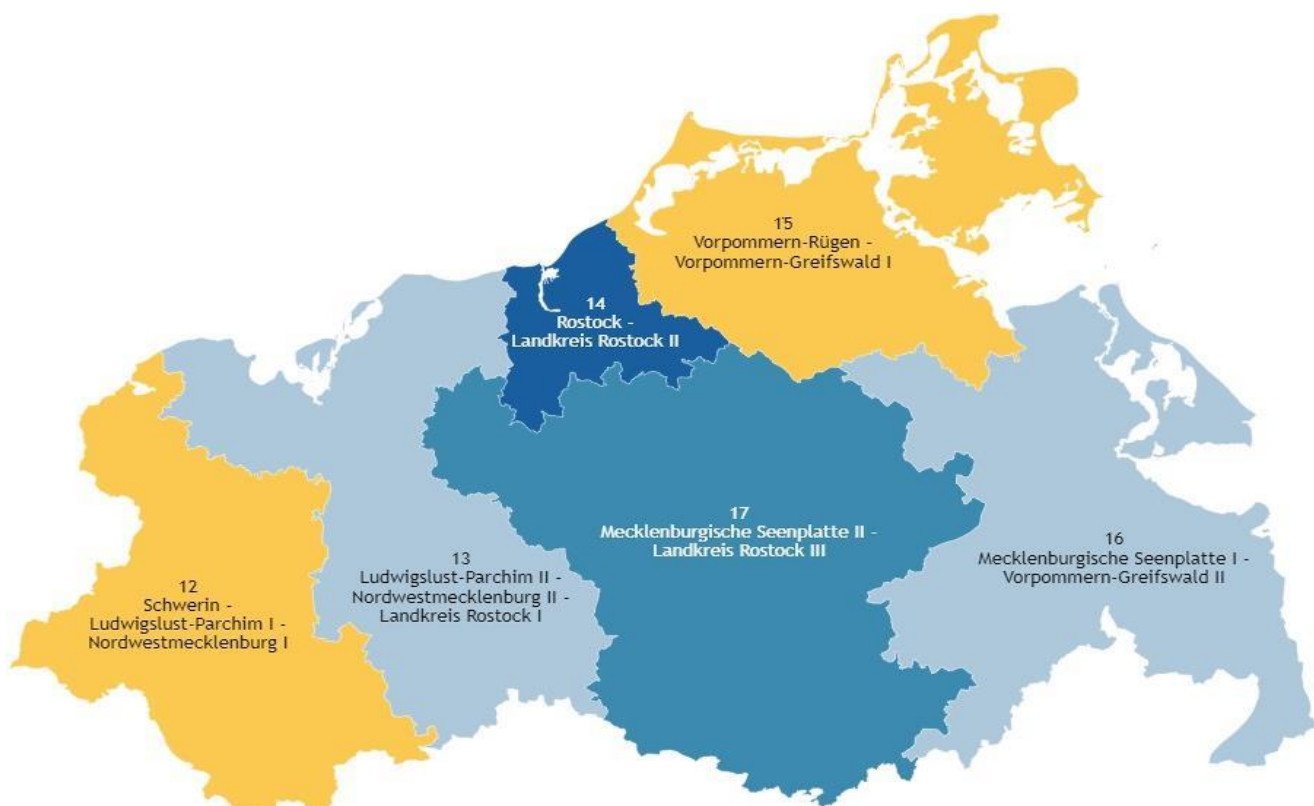 15
Vorpommern-Rügen -
Vorpommern-Greifswald I
14
Rostock -
Landkreis Rostock II
17
Mecklenburgische Seenplatte II -
Landkreis Rostock III
16
Mecklenburgische Seenplatte I -
Vorpommern-Greifswald II
13
Ludwigslust-Parchim II -
Nordwestmecklenburg II -
Landkreis Rostock I
12
Schwerin -
Ludwigslust-Parchim I -
Nordwestmecklenburg I